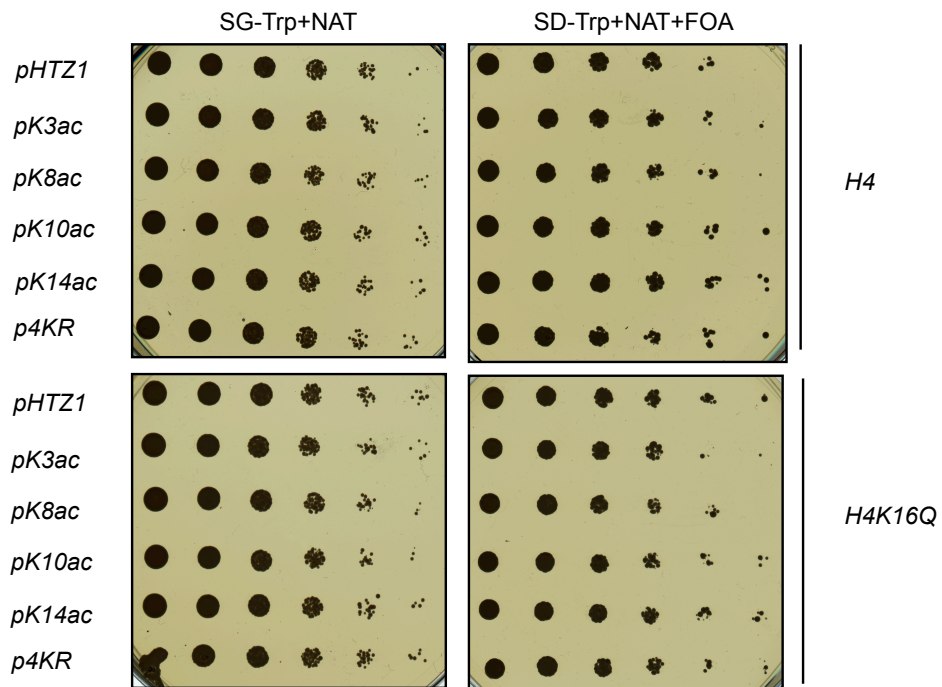 SG-Trp+NAT
SD-Trp+NAT+FOA
pHTZ1
pK3ac
pK8ac
pK10ac
pK14ac
p4KR
H4
pHTZ1
pK3ac
pK8ac
pK10ac
pK14ac
p4KR
H4K16Q